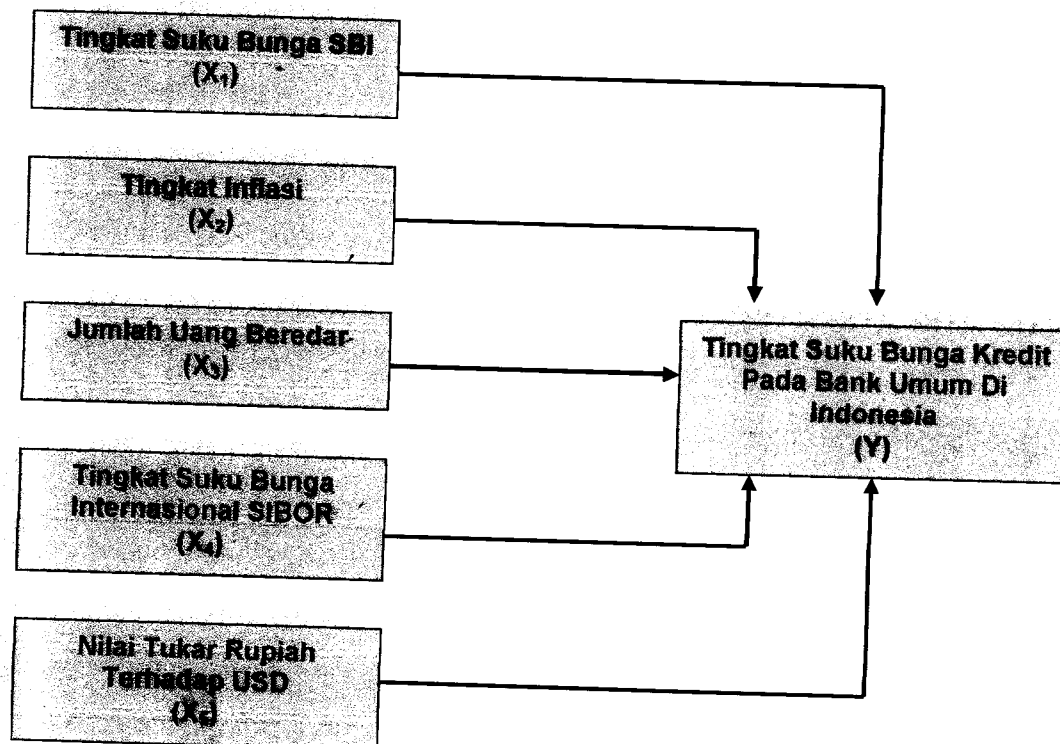 Tingkat Suku Bunga SBI
(X₁)
Tingkat Inflasi
(X₂)
Jumlah Uang Beredar
(X₃)
Tingkat Suku Bunga
Internasional SIBOR
(X₄)
Nilai Tukar Rupiah
Terhadap USD
(X₅)
Tingkat Suku Bunga Kredit
Pada Bank Umum Di
Indonesia
(Y)